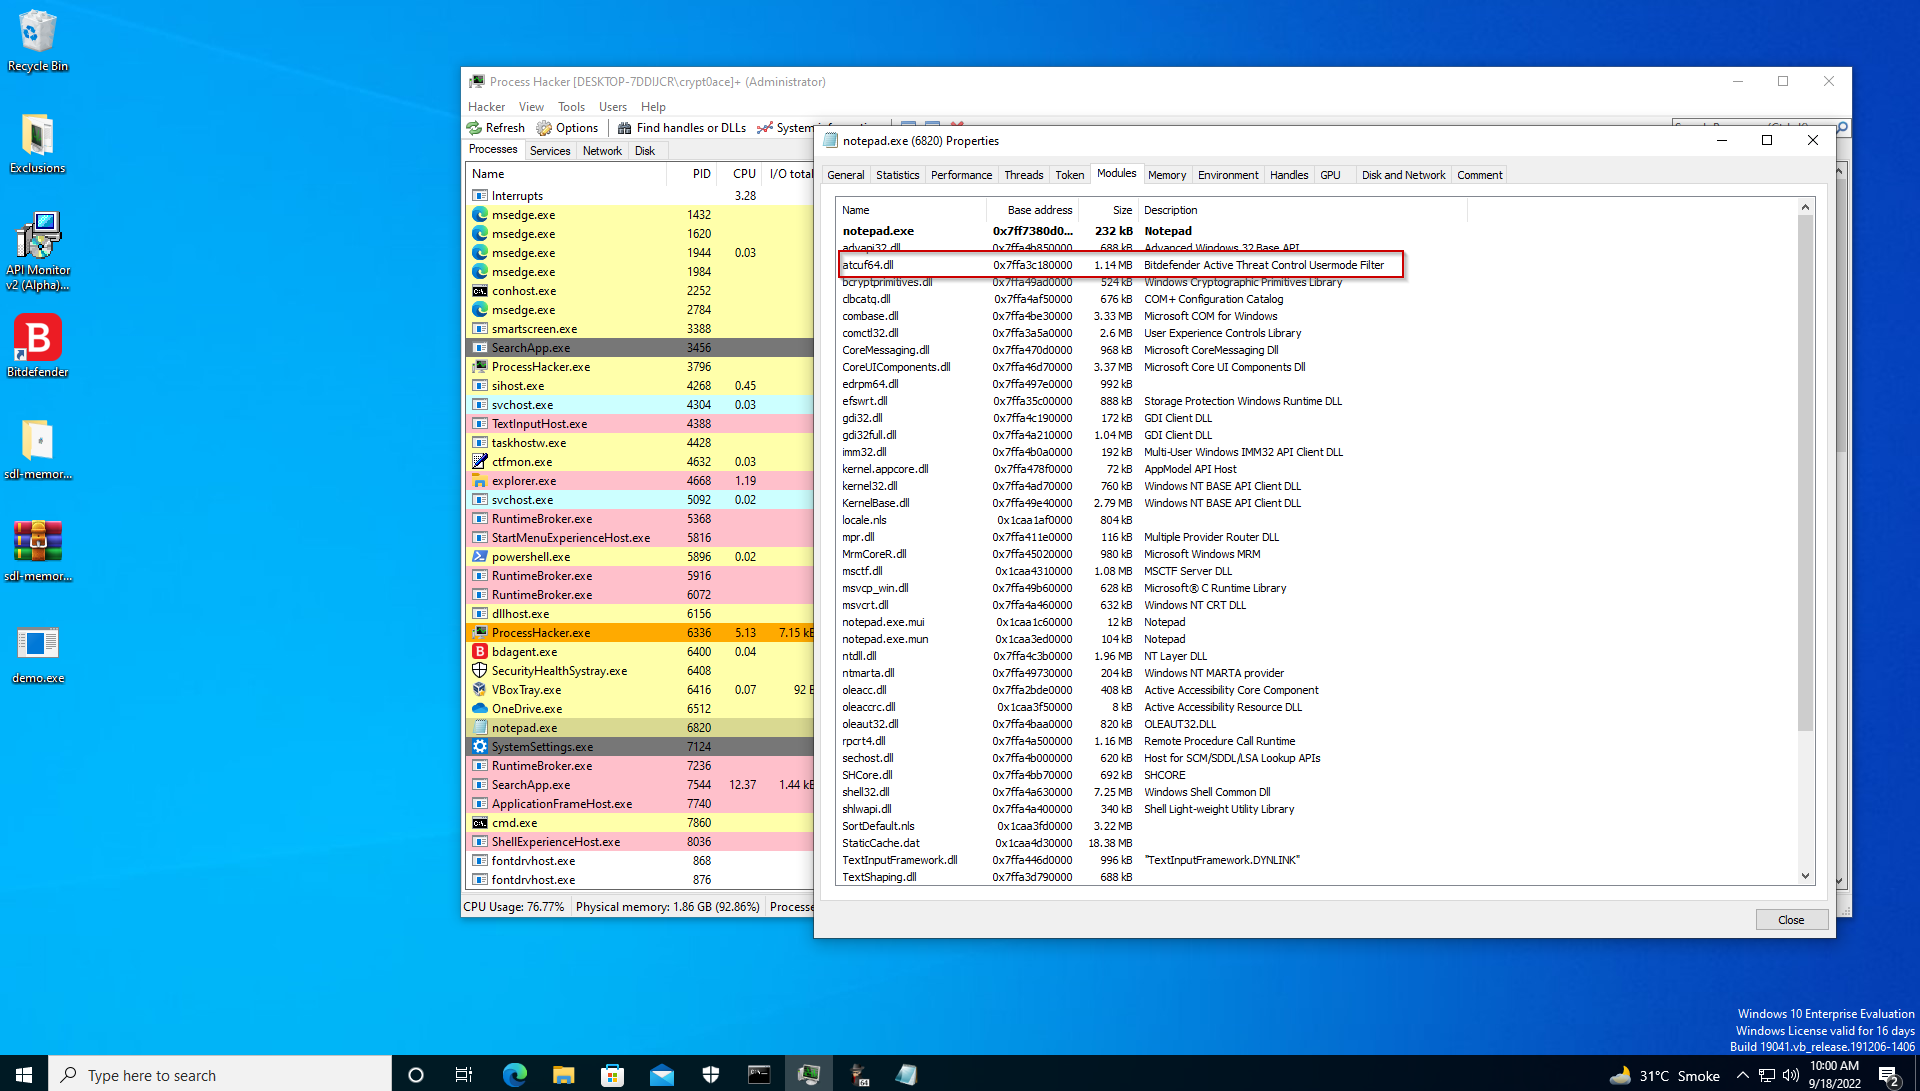 Recycle Bin
Exclusions
API Monitor
v2 (Alpha)...
Bitdefender
sdl-memor...
sdl-memor...
demo.exe
Process Hacker [DESKTOP-7DDIJCR\crypt0ace]+ (Administrator)
Hacker View Tools Users Help
Refresh Options Find handles or DLLs
Processes Services Network Disk
Name PID CPU I/O total
Interrupts 3.28
msedge.exe 1432
msedge.exe 1620
msedge.exe 1944 0.03
msedge.exe 1984
conhost.exe 2252
msedge.exe 2784
smartscreen.exe 3388
SearchApp.exe 3456
ProcessHacker.exe 3796
sihost.exe 4268 0.45
svchost.exe 4304 0.03
TextInputHost.exe 4388
taskhostw.exe 4428
ctfmon.exe 4632 0.03
explorer.exe 4668 1.19
svchost.exe 5092 0.02
RuntimeBroker.exe 5368
StartMenuExperienceHost.exe 5816
powershell.exe 5896 0.02
RuntimeBroker.exe 5916
RuntimeBroker.exe 6072
dllhost.exe 6156
ProcessHacker.exe 6336 5.13 7.15 kB
bdagent.exe 6400 0.04
SecurityHealthSystray.exe 6408
VBoxTray.exe 6416 0.07 92 B
OneDrive.exe 6512
notepad.exe 6820
SystemSettings.exe 7124
RuntimeBroker.exe 7236
SearchApp.exe 7544 12.37 1.44 kB
ApplicationFrameHost.exe 7740
cmd.exe 7860
ShellExperienceHost.exe 8036
fontdrvhost.exe 868
fontdrvhost.exe 876
CPU Usage: 76.77% Physical memory: 1.86 GB (92.86%) Processe
notepad.exe (6820) Properties
General Statistics Performance Threads Token Modules Memory Environment Handles GPU Disk and Network Comment
Name Base address Size Description
notepad.exe 0x7ff7380d0... 232 kB Notepad
advapi32.dll 0x7ffa4b850000 688 kB Advanced Windows 32 Base API
atcuf64.dll 0x7ffa3c180000 1.14 MB Bitdefender Active Threat Control Usermode Filter
bcryptprimitives.dll 0x7ffa49ad0000 524 kB Windows Cryptographic Primitives Library
clbcatq.dll 0x7ffa4af50000 676 kB COM+ Configuration Catalog
combase.dll 0x7ffa4be30000 3.33 MB Microsoft COM for Windows
comctl32.dll 0x7ffa3a5a0000 2.6 MB User Experience Controls Library
CoreMessaging.dll 0x7ffa470d0000 968 kB Microsoft CoreMessaging Dll
CoreUIComponents.dll 0x7ffa46d70000 3.37 MB Microsoft Core UI Components Dll
edrpm64.dll 0x7ffa497e0000 992 kB
efswrt.dll 0x7ffa35c00000 888 kB Storage Protection Windows Runtime DLL
gdi32.dll 0x7ffa4c190000 172 kB GDI Client DLL
gdi32full.dll 0x7ffa4a210000 1.04 MB GDI Client DLL
imm32.dll 0x7ffa4b0a0000 192 kB Multi-User Windows IMM32 API Client DLL
kernel.appcore.dll 0x7ffa478f0000 72 kB AppModel API Host
kernel32.dll 0x7ffa4ad70000 760 kB Windows NT BASE API Client DLL
KernelBase.dll 0x7ffa49e40000 2.79 MB Windows NT BASE API Client DLL
locale.nls 0x1caa1af0000 804 kB
mpr.dll 0x7ffa411e0000 116 kB Multiple Provider Router DLL
MrmCoreR.dll 0x7ffa45020000 980 kB Microsoft Windows MRM
msctf.dll 0x1caa4310000 1.08 MB MSCTF Server DLL
msvcp_win.dll 0x7ffa49b60000 628 kB Microsoft® C Runtime Library
msvcrt.dll 0x7ffa4a460000 632 kB Windows NT CRT DLL
notepad.exe.mui 0x1caa1c60000 12 kB Notepad
notepad.exe.mun 0x1caa3ed0000 104 kB Notepad
ntdll.dll 0x7ffa4c3b0000 1.96 MB NT Layer DLL
ntmarta.dll 0x7ffa49730000 204 kB Windows NT MARTA provider
oleacc.dll 0x7ffa2bde0000 408 kB Active Accessibility Core Component
oleaccrc.dll 0x1caa3f50000 8 kB Active Accessibility Resource DLL
oleaut32.dll 0x7ffa4baa0000 820 kB OLEAUT32.DLL
rpcrt4.dll 0x7ffa4a500000 1.16 MB Remote Procedure Call Runtime
sechost.dll 0x7ffa4b000000 620 kB Host for SCM/SDDL/LSA Lookup APIs
SHCore.dll 0x7ffa4bb70000 692 kB SHCORE
shell32.dll 0x7ffa4a630000 7.25 MB Windows Shell Common Dll
shlwapi.dll 0x7ffa4a400000 340 kB Shell Light-weight Utility Library
SortDefault.nls 0x1caa3fd0000 3.22 MB
StaticCache.dat 0x1caa4d30000 18.38 MB
TextInputFramework.dll 0x7ffa446d0000 996 kB "TextInputFramework.DYNLINK"
TextShaping.dll 0x7ffa3d790000 688 kB
Close
Windows 10 Enterprise Evaluation
Windows License valid for 16 days
Build 19041.vb_release.191206-1406
Type here to search
64
31°C Smoke
10:00 AM
9/18/2022
2